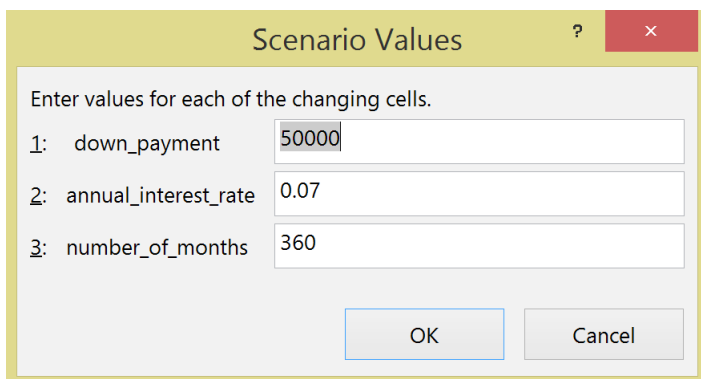 Scenario Values ? ×
Enter values for each of the changing cells.
1: down_payment 50000
2: annual_interest_rate 0.07
3: number_of_months 360
OK Cancel